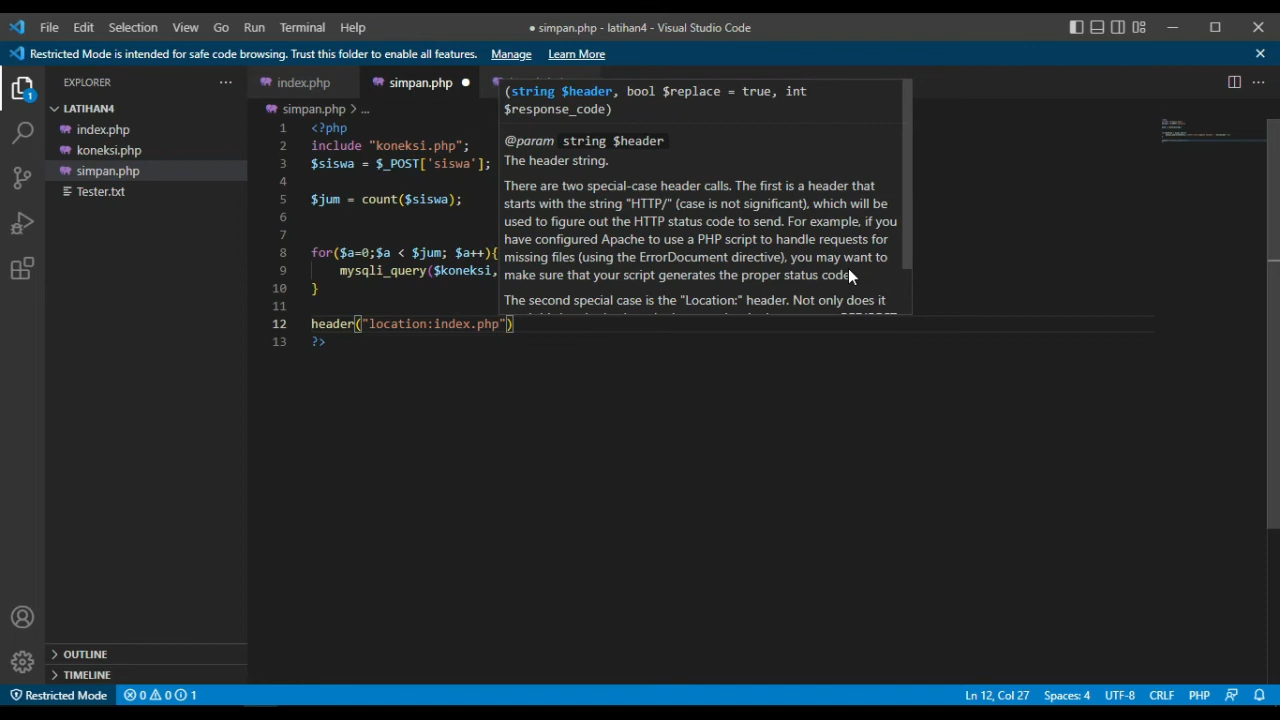 File Edit Selection View Go Run Terminal Help
● simpan.php - latihan4 - Visual Studio Code
Restricted Mode is intended for safe code browsing. Trust this folder to enable all features. Manage Learn More
EXPLORER
LATIHAN4
index.php
koneksi.php
simpan.php
Tester.txt
OUTLINE
TIMELINE
index.php
simpan.php
simpan.php > ...
1 <?php
2 include "koneksi.php";
3 $siswa = $_POST['siswa'];
4
5 $jum = count($siswa);
6
7
8 for($a=0;$a < $jum; $a++){
9 mysqli_query($koneksi,
10 }
11
12 header("location:index.php")
13 ?>
(string $header, bool $replace = true, int
$response_code)
@param string $header
The header string.
There are two special-case header calls. The first is a header that
starts with the string "HTTP/" (case is not significant), which will be
used to figure out the HTTP status code to send. For example, if you
have configured Apache to use a PHP script to handle requests for
missing files (using the ErrorDocument directive), you may want to
make sure that your script generates the proper status code
The second special case is the "Location:" header. Not only does it
Restricted Mode 0 0 1
Ln 12, Col 27 Spaces: 4 UTF-8 CRLF PHP